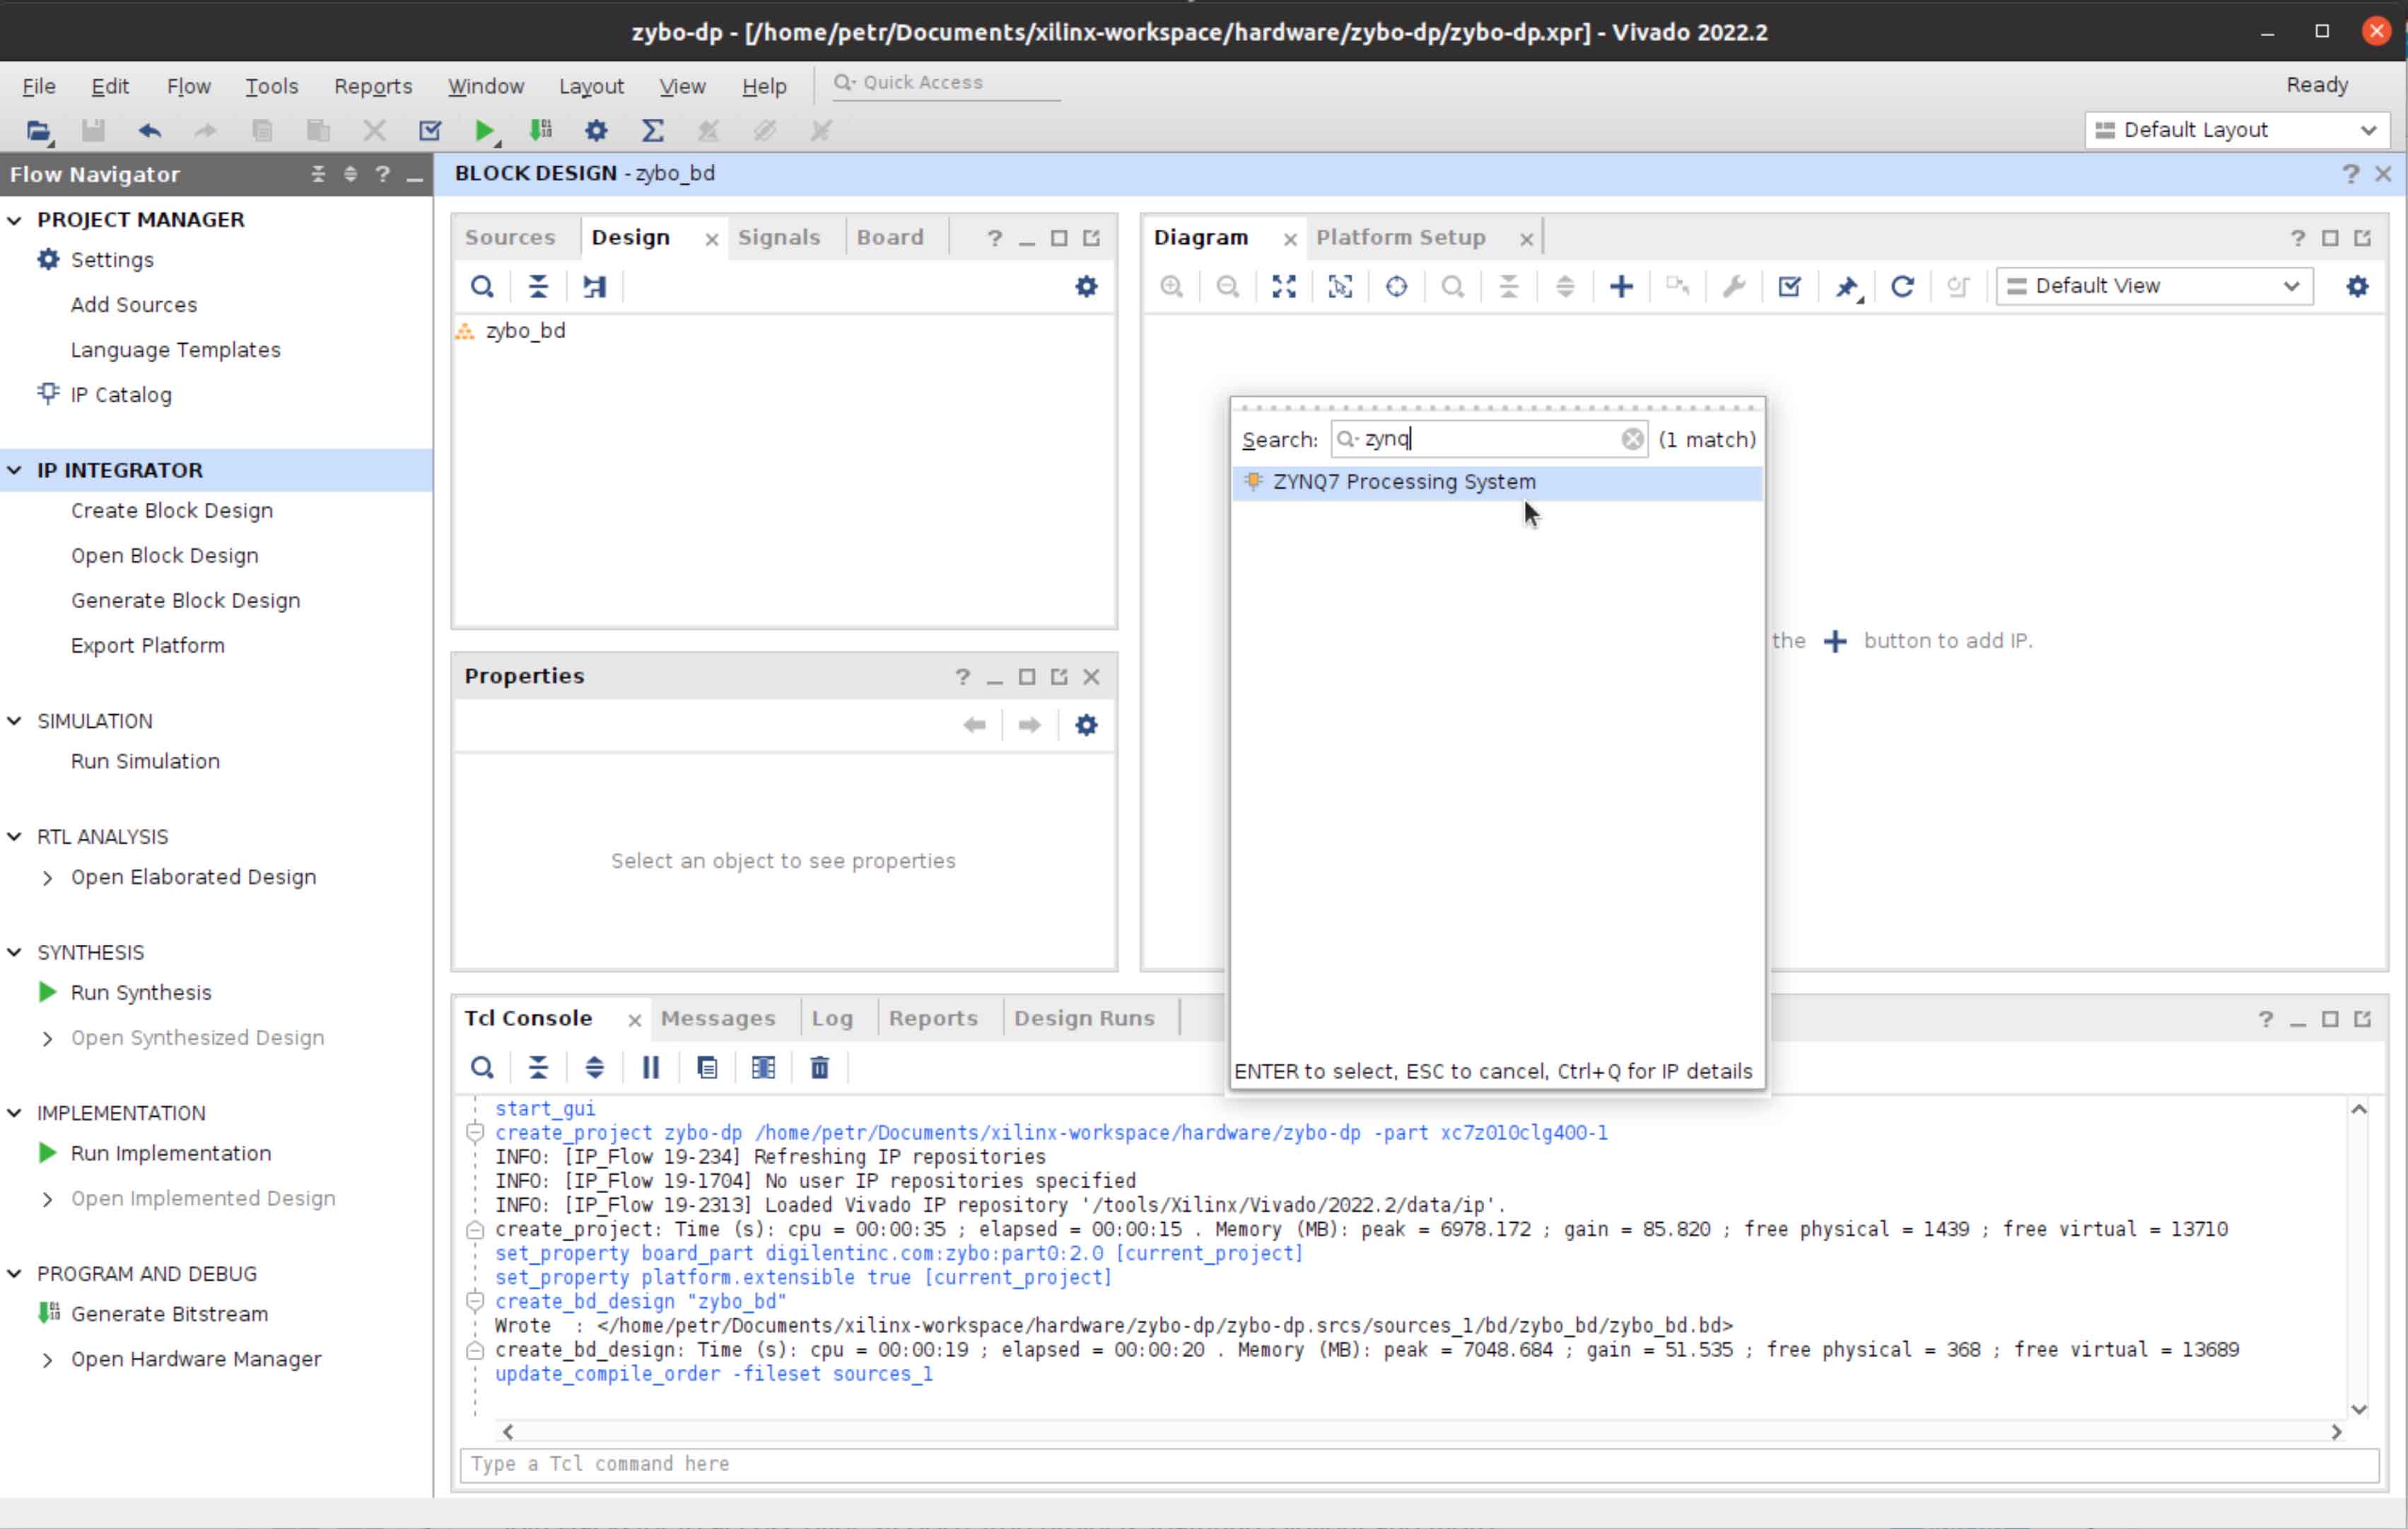 zybo-dp - [/home/petr/Documents/xilinx-workspace/hardware/zybo-dp/zybo-dp.xpr] - Vivado 2022.2
File Edit Flow Tools Reports Window Layout View Help Quick Access Ready
Default Layout
Flow Navigator
BLOCK DESIGN - zybo_bd
PROJECT MANAGER
Settings
Add Sources
Language Templates
IP Catalog
IP INTEGRATOR
Create Block Design
Open Block Design
Generate Block Design
Export Platform
SIMULATION
Run Simulation
RTL ANALYSIS
Open Elaborated Design
SYNTHESIS
Run Synthesis
Open Synthesized Design
IMPLEMENTATION
Run Implementation
Open Implemented Design
PROGRAM AND DEBUG
Generate Bitstream
Open Hardware Manager
Sources Design Signals Board
zybo_bd
Properties
Select an object to see properties
Diagram Platform Setup
Default View
Search: zynq (1 match)
ZYNQ7 Processing System
ENTER to select, ESC to cancel, Ctrl+Q for IP details
the + button to add IP.
Tcl Console Messages Log Reports Design Runs
start_gui
create_project zybo-dp /home/petr/Documents/xilinx-workspace/hardware/zybo-dp -part xc7z010clg400-1
INFO: [IP_Flow 19-234] Refreshing IP repositories
INFO: [IP_Flow 19-1704] No user IP repositories specified
INFO: [IP_Flow 19-2313] Loaded Vivado IP repository '/tools/Xilinx/Vivado/2022.2/data/ip'.
create_project: Time (s): cpu = 00:00:35 ; elapsed = 00:00:15 . Memory (MB): peak = 6978.172 ; gain = 85.820 ; free physical = 1439 ; free virtual = 13710
set_property board_part digilentinc.com:zybo:part0:2.0 [current_project]
set_property platform.extensible true [current_project]
create_bd_design "zybo_bd"
Wrote  : </home/petr/Documents/xilinx-workspace/hardware/zybo-dp/zybo-dp.srcs/sources_1/bd/zybo_bd/zybo_bd.bd>
create_bd_design: Time (s): cpu = 00:00:19 ; elapsed = 00:00:20 . Memory (MB): peak = 7048.684 ; gain = 51.535 ; free physical = 368 ; free virtual = 13689
update_compile_order -fileset sources_1
Type a Tcl command here